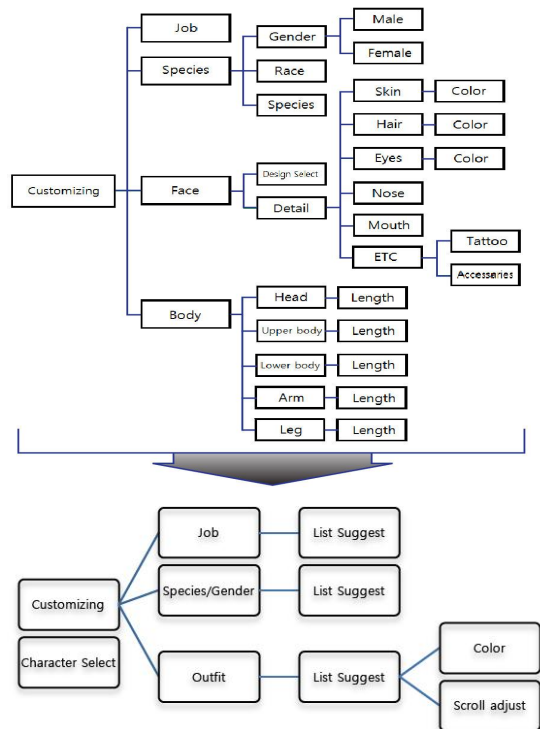 Customizing
Job
Species
Gender
Male
Female
Race
Species
Face
Design Select
Detail
Skin
Color
Hair
Color
Eyes
Color
Nose
Mouth
ETC
Tattoo
Accessaries
Body
Head
Length
Upper body
Length
Lower body
Length
Arm
Length
Leg
Length
Customizing
Character Select
Job
List Suggest
Species/Gender
List Suggest
Outfit
List Suggest
Color
Scroll adjust